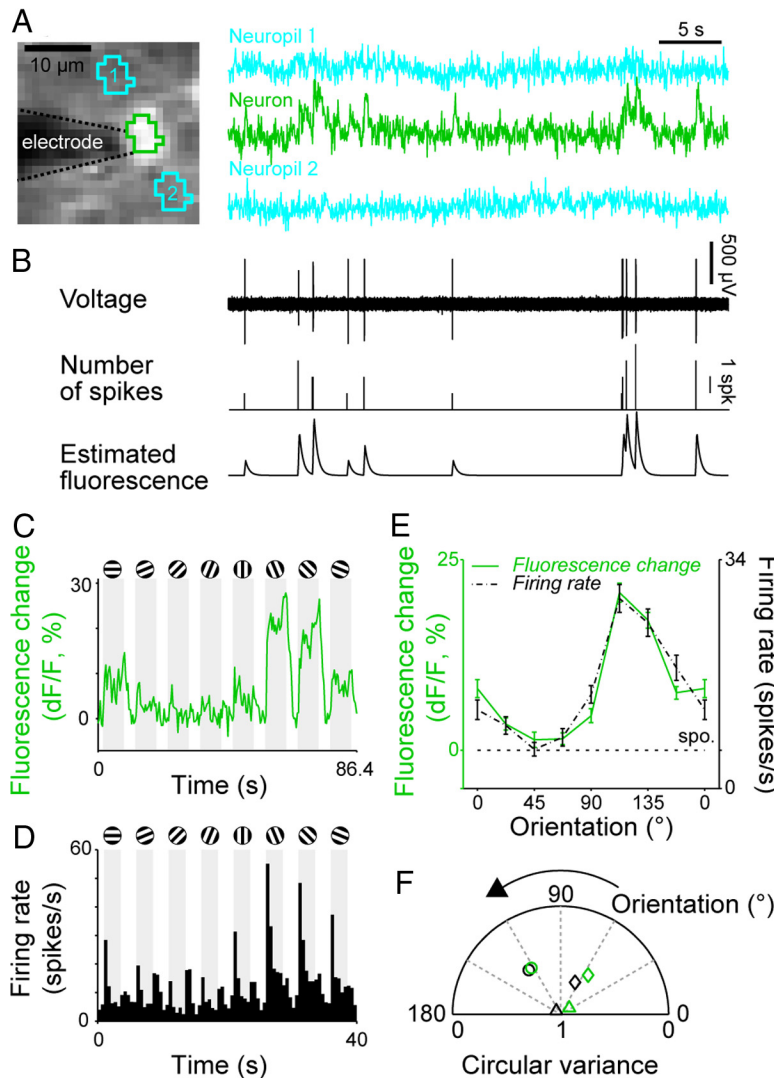 A
10 µm
1
electrode
2
Neuropil 1
5 s
Neuron
Neuropil 2
B
Voltage
500 µV
Number
of spikes
1 spk
Estimated
fluorescence
C
Fluorescence change
(dF/F, %)
30
0
0
86.4
Time (s)
D
Firing rate
(spikes/s)
60
0
0
40
Time (s)
E
Fluorescence change
(dF/F, %)
25
0
Fluorescence change
Firing rate
34
0
Firing rate
(spikes/s)
spo.
0
45
90
135
0
Orientation (°)
F
90
Orientation (°)
180
0
0
1
0
Circular variance